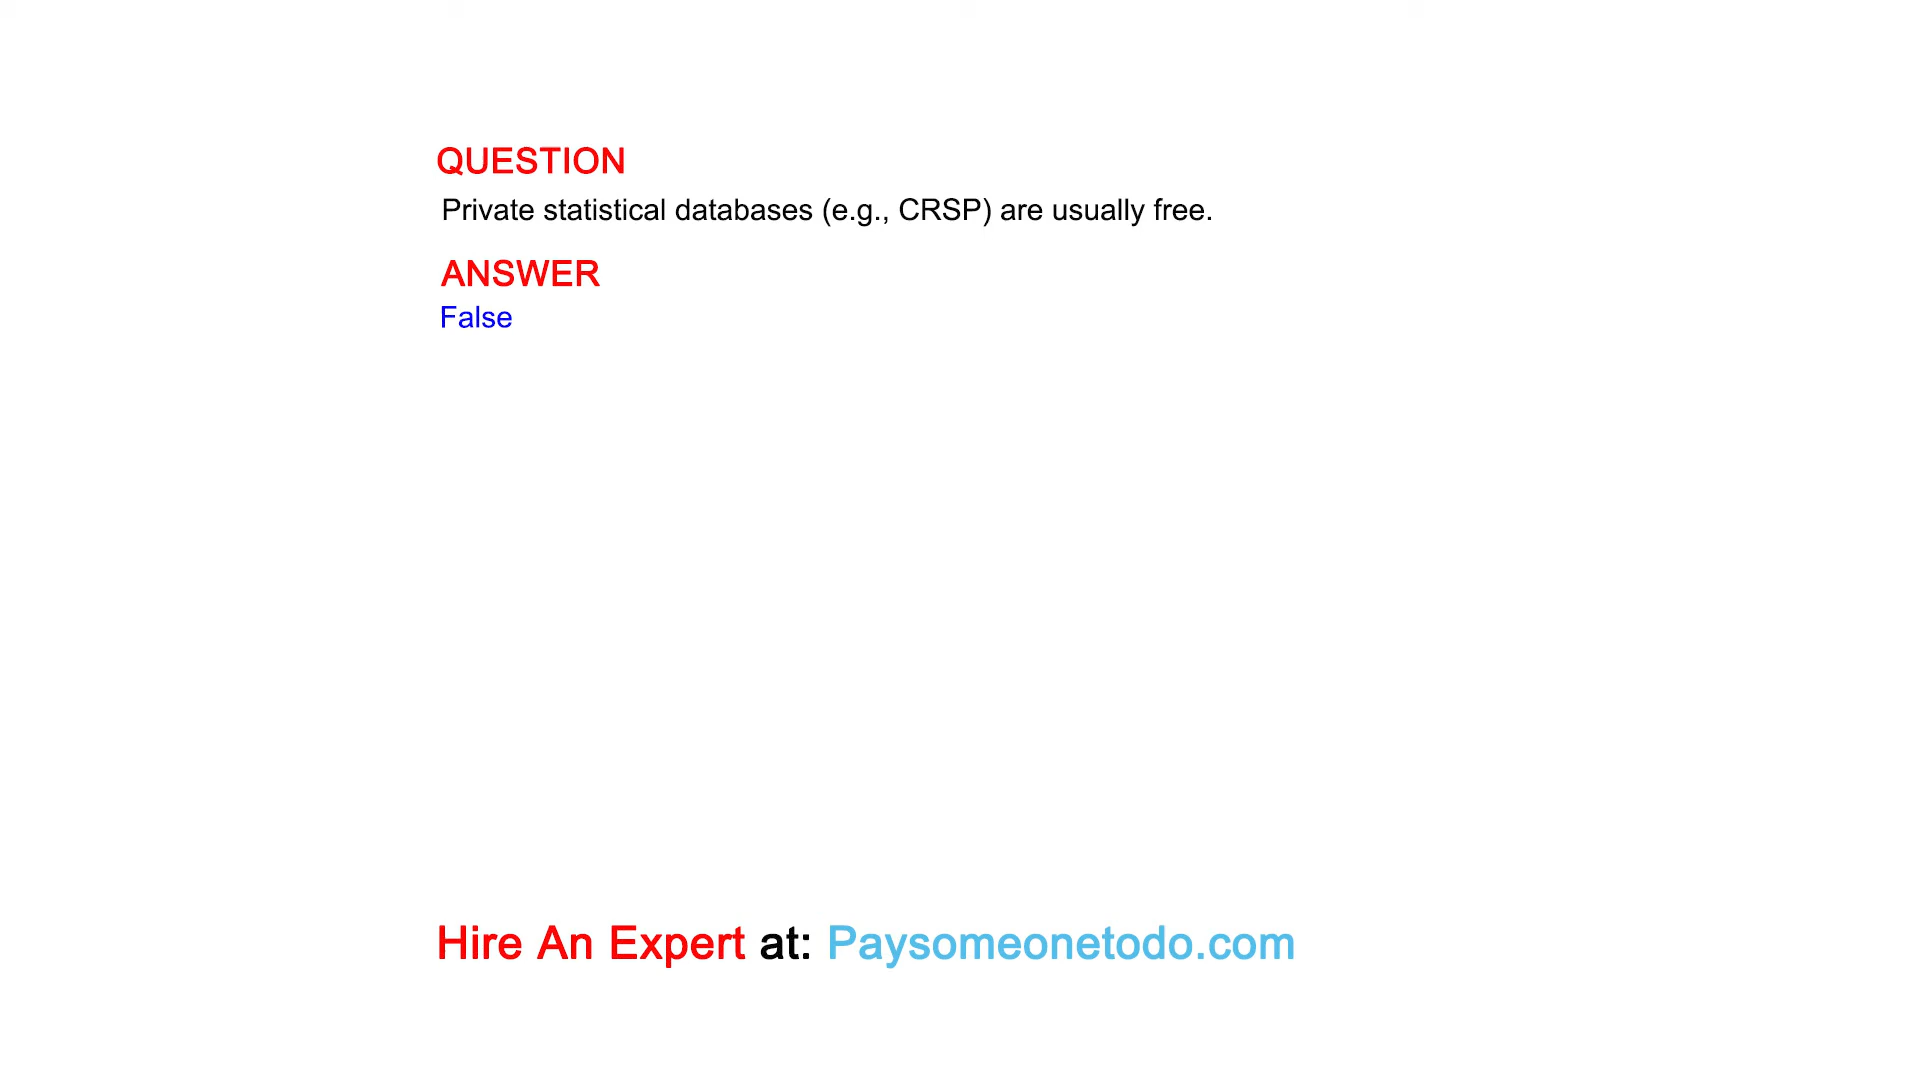 QUESTION
Private statistical databases (e.g., CRSP) are usually free.
ANSWER
False
Hire An Expert at: Paysomeonetodo.com